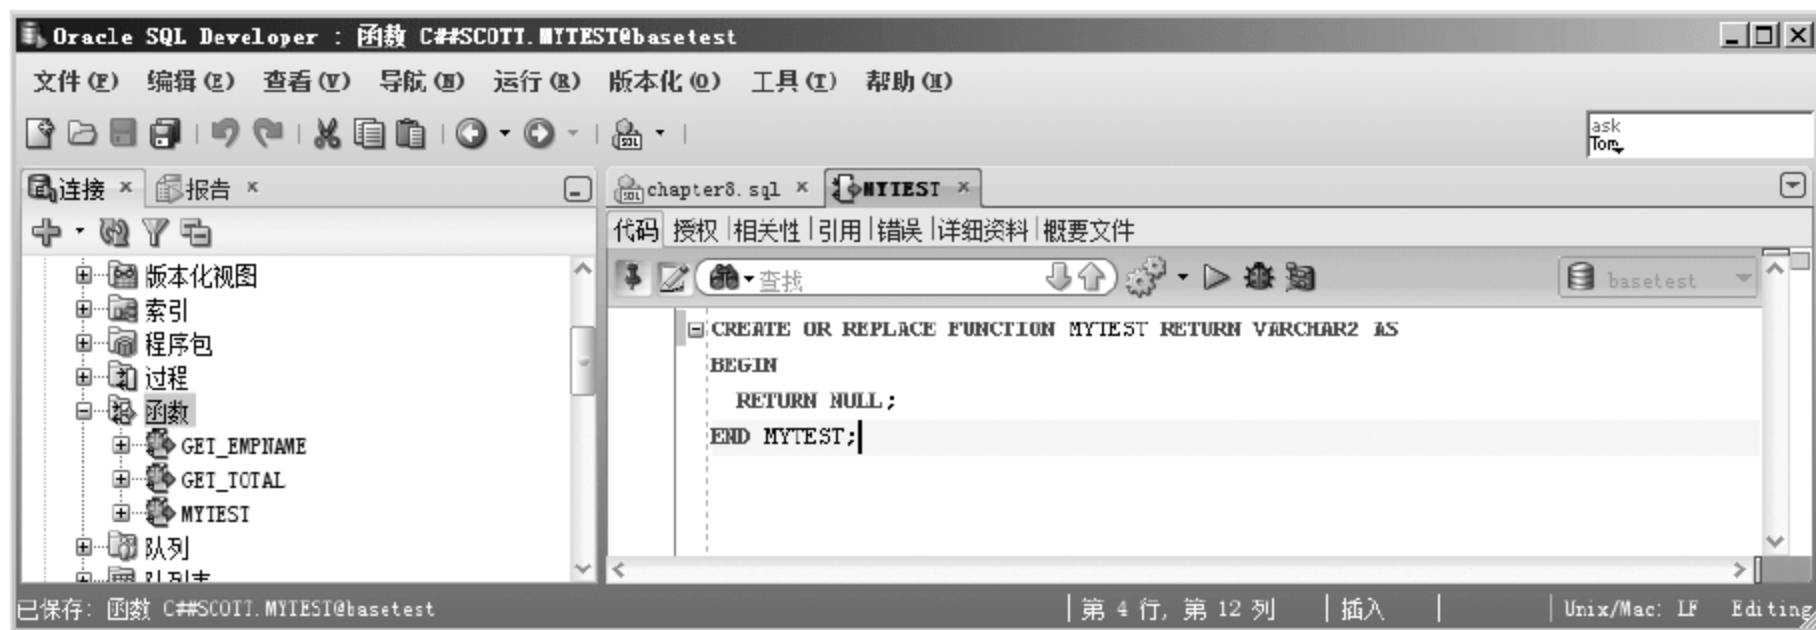 Oracle SQL Developer : 函数 C##SCOTT.MYTEST@basetest
文件(F) 编辑(E) 查看(V) 导航(N) 运行(R) 版本化(O) 工具(T) 帮助(H)
ask
Tom
连接 × 报告 ×
chapter8.sql × MYTEST ×
代码 授权 相关性 引用 错误 详细资料 概要文件
查找
basetest
版本化视图
索引
程序包
过程
函数
GET_EMPNAME
GET_TOTAL
MYTEST
队列
队列表
CREATE OR REPLACE FUNCTION MYTEST RETURN VARCHAR2 AS
BEGIN
RETURN NULL;
END MYTEST;
已保存: 函数 C##SCOTT.MYTEST@basetest 第 4 行, 第 12 列 插入 Unix/Mac: LF Editing